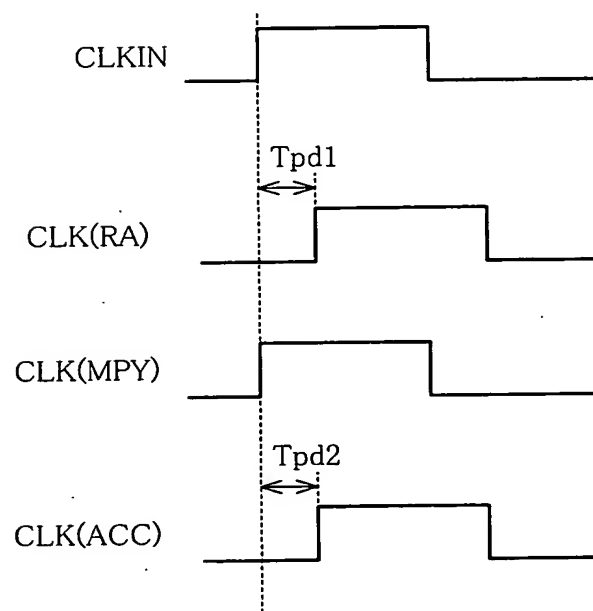 CLKIN
Tpd1
CLK(RA)
CLK(MPY)
Tpd2
CLK(ACC)